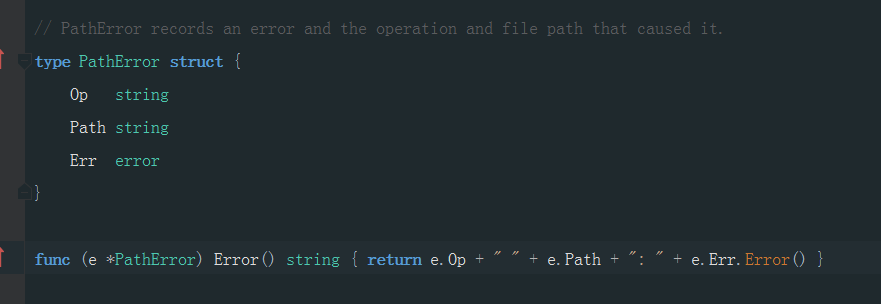 // PathError records an error and the operation and file path that caused it.
type PathError struct {
Op string
Path string
Err error
}
func (e *PathError) Error() string { return e.Op + " " + e.Path + ": " + e.Err.Error() }